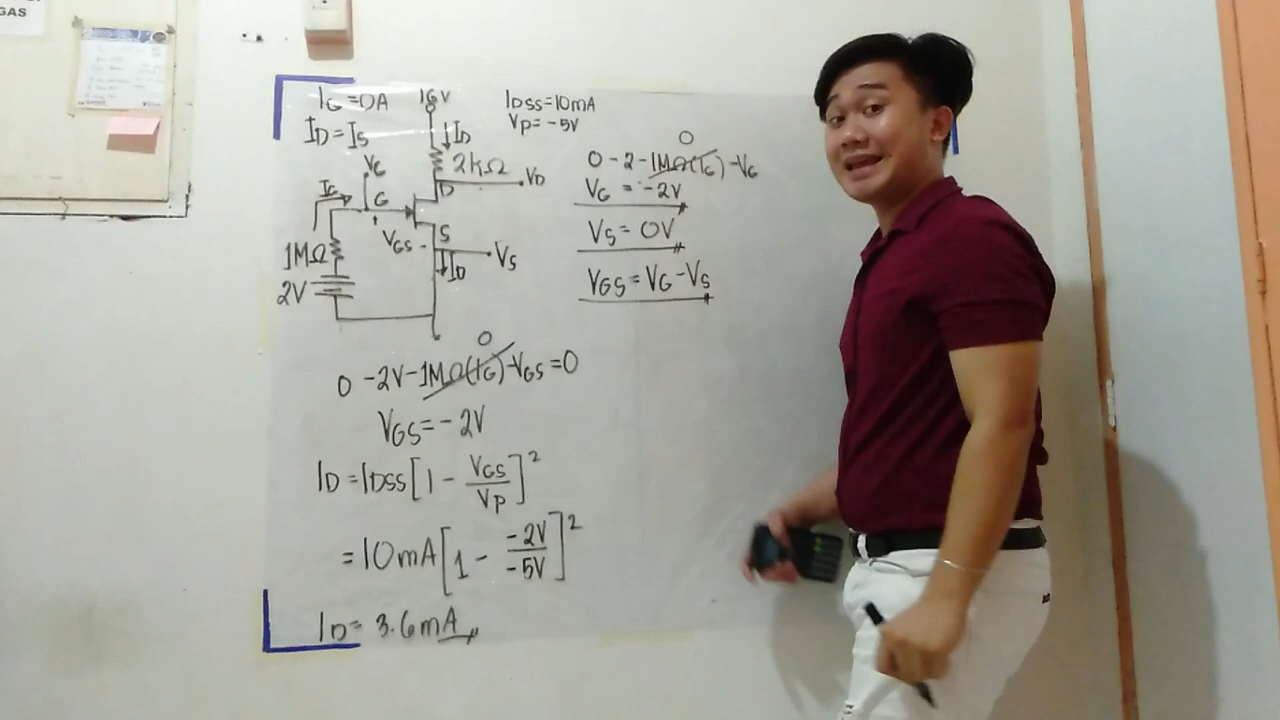 GAS
IG = 0A
ID = IS
16V
IDSS = 10mA
VP = -5V
ID
2KΩ
D
VD
VG
IG
G
VGS -
S
VS
ID
1MΩ
2V
0
0 - 2 - 1MΩ(IG) - VG
VG = -2V
VS = 0V
VGS = VG - VS
0
0 - 2V - 1MΩ(IG) - VGS = 0
VGS = - 2V
ID = IDSS[1 - VGS/VP]²
= 10mA[1 - -2V/-5V]²
ID = 3.6mA